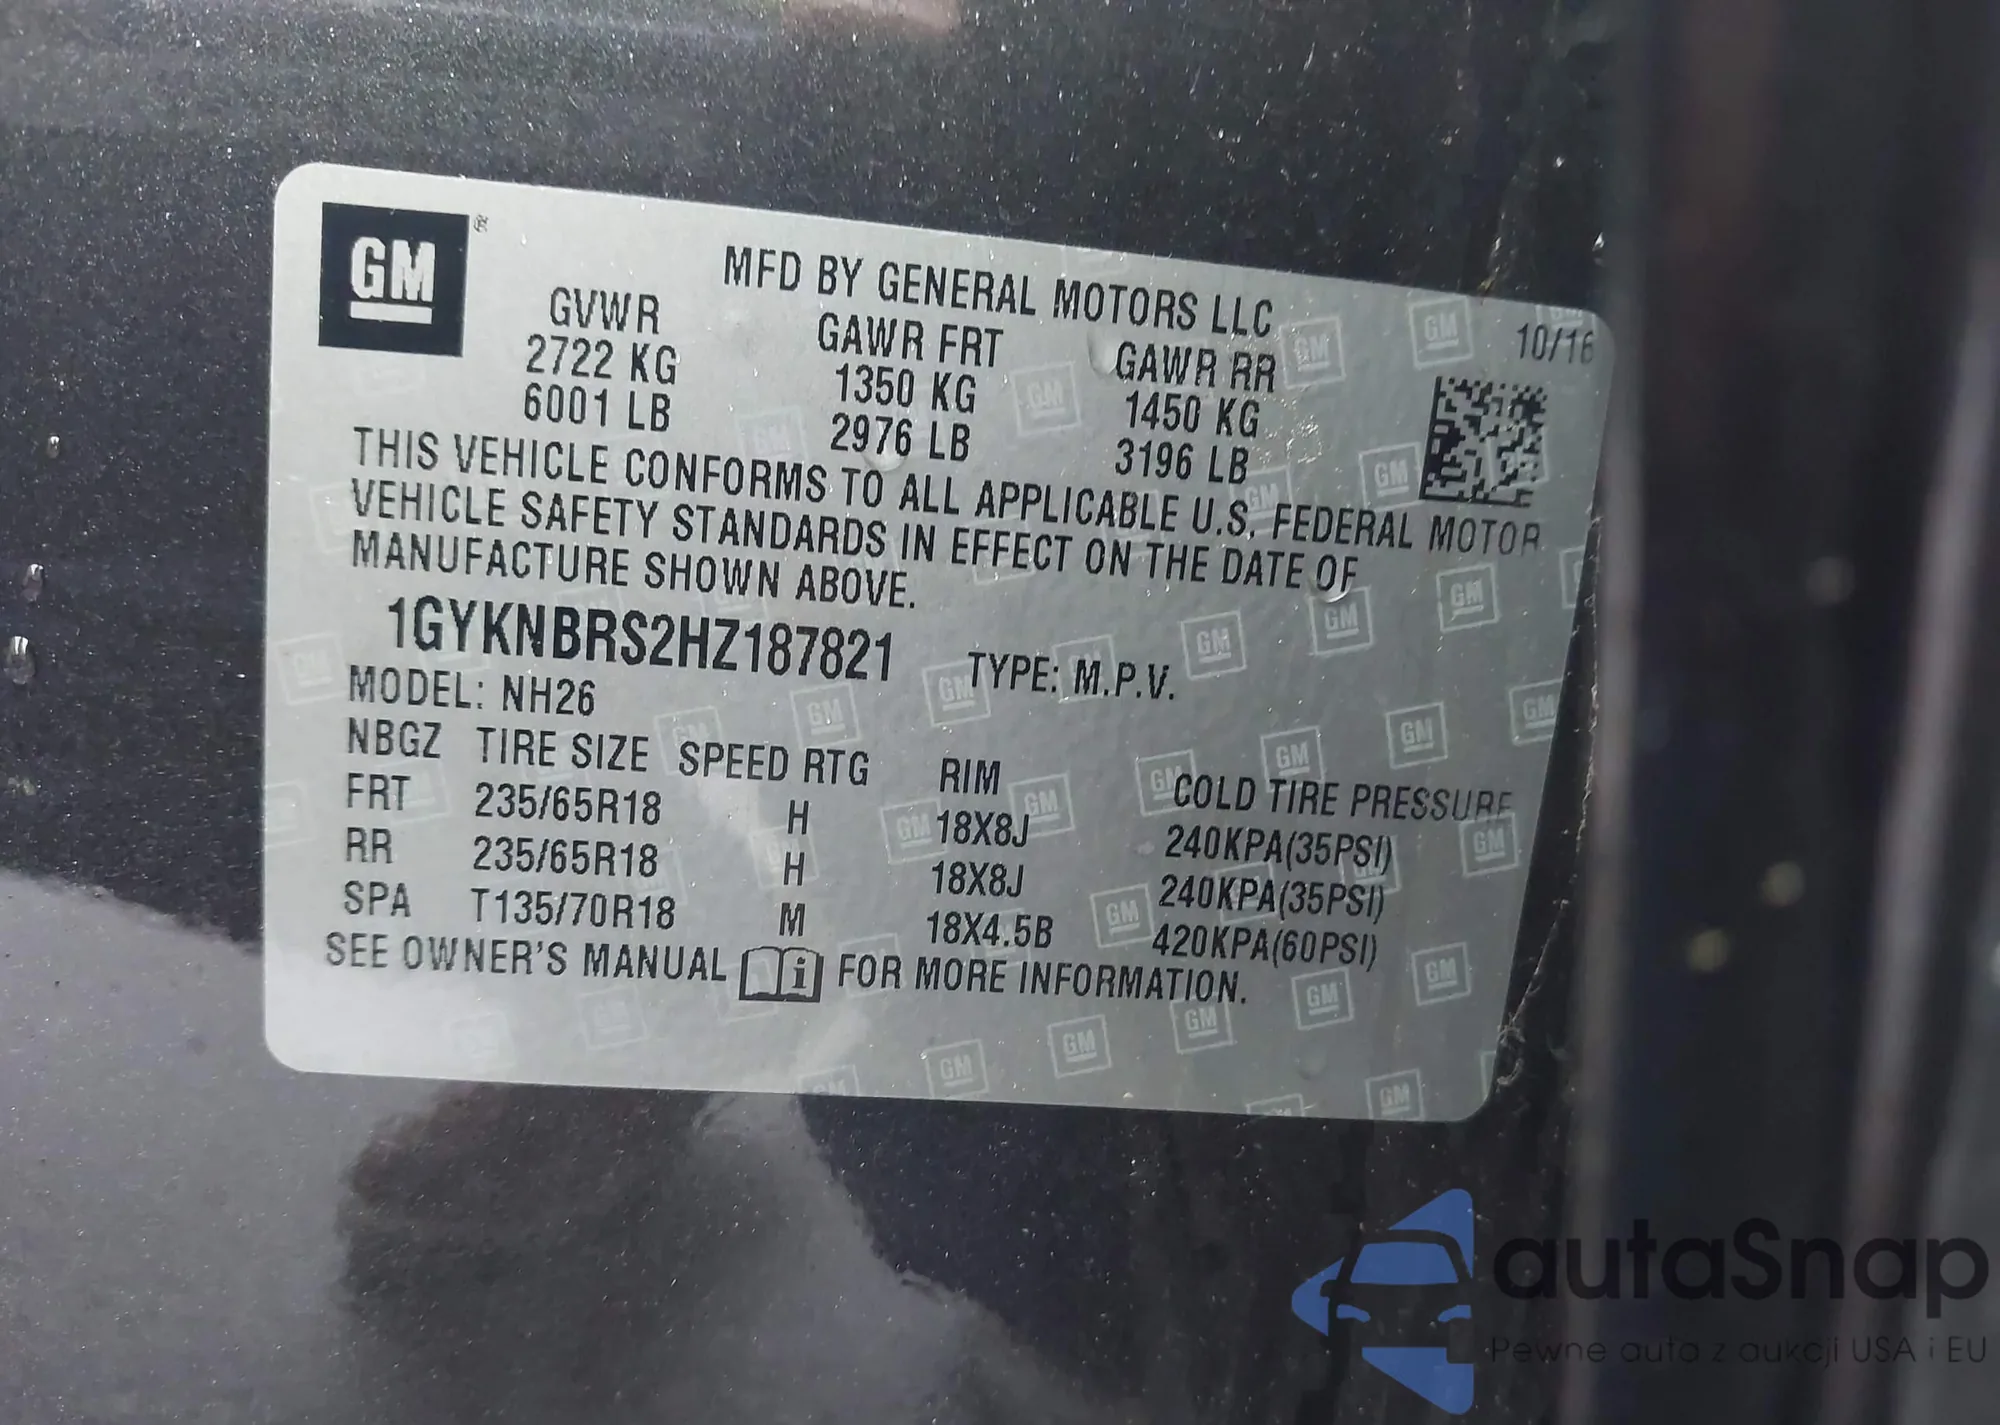 GM ®
MFD BY GENERAL MOTORS LLC
10/16
GVWR GAWR FRT GAWR RR
2722 KG 1350 KG 1450 KG
6001 LB 2976 LB 3196 LB
THIS VEHICLE CONFORMS TO ALL APPLICABLE U.S. FEDERAL MOTOR
VEHICLE SAFETY STANDARDS IN EFFECT ON THE DATE OF
MANUFACTURE SHOWN ABOVE.
1GYKNBRS2HZ187821 TYPE: M.P.V.
MODEL: NH26
NBGZ TIRE SIZE SPEED RTG RIM COLD TIRE PRESSURE
FRT 235/65R18 H 18X8J 240KPA(35PSI)
RR 235/65R18 H 18X8J 240KPA(35PSI)
SPA T135/70R18 M 18X4.5B 420KPA(60PSI)
SEE OWNER'S MANUAL i FOR MORE INFORMATION.
autaSnap
Pewne auta z aukcji USA i EU